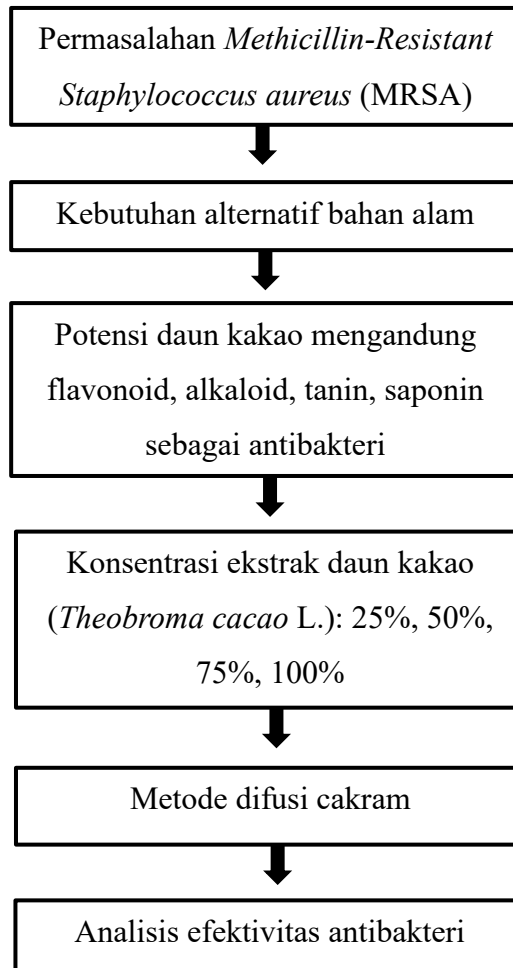 Permasalahan Methicillin-Resistant
Staphylococcus aureus (MRSA)
Kebutuhan alternatif bahan alam
Potensi daun kakao mengandung
flavonoid, alkaloid, tanin, saponin
sebagai antibakteri
Konsentrasi ekstrak daun kakao
(Theobroma cacao L.): 25%, 50%,
75%, 100%
Metode difusi cakram
Analisis efektivitas antibakteri